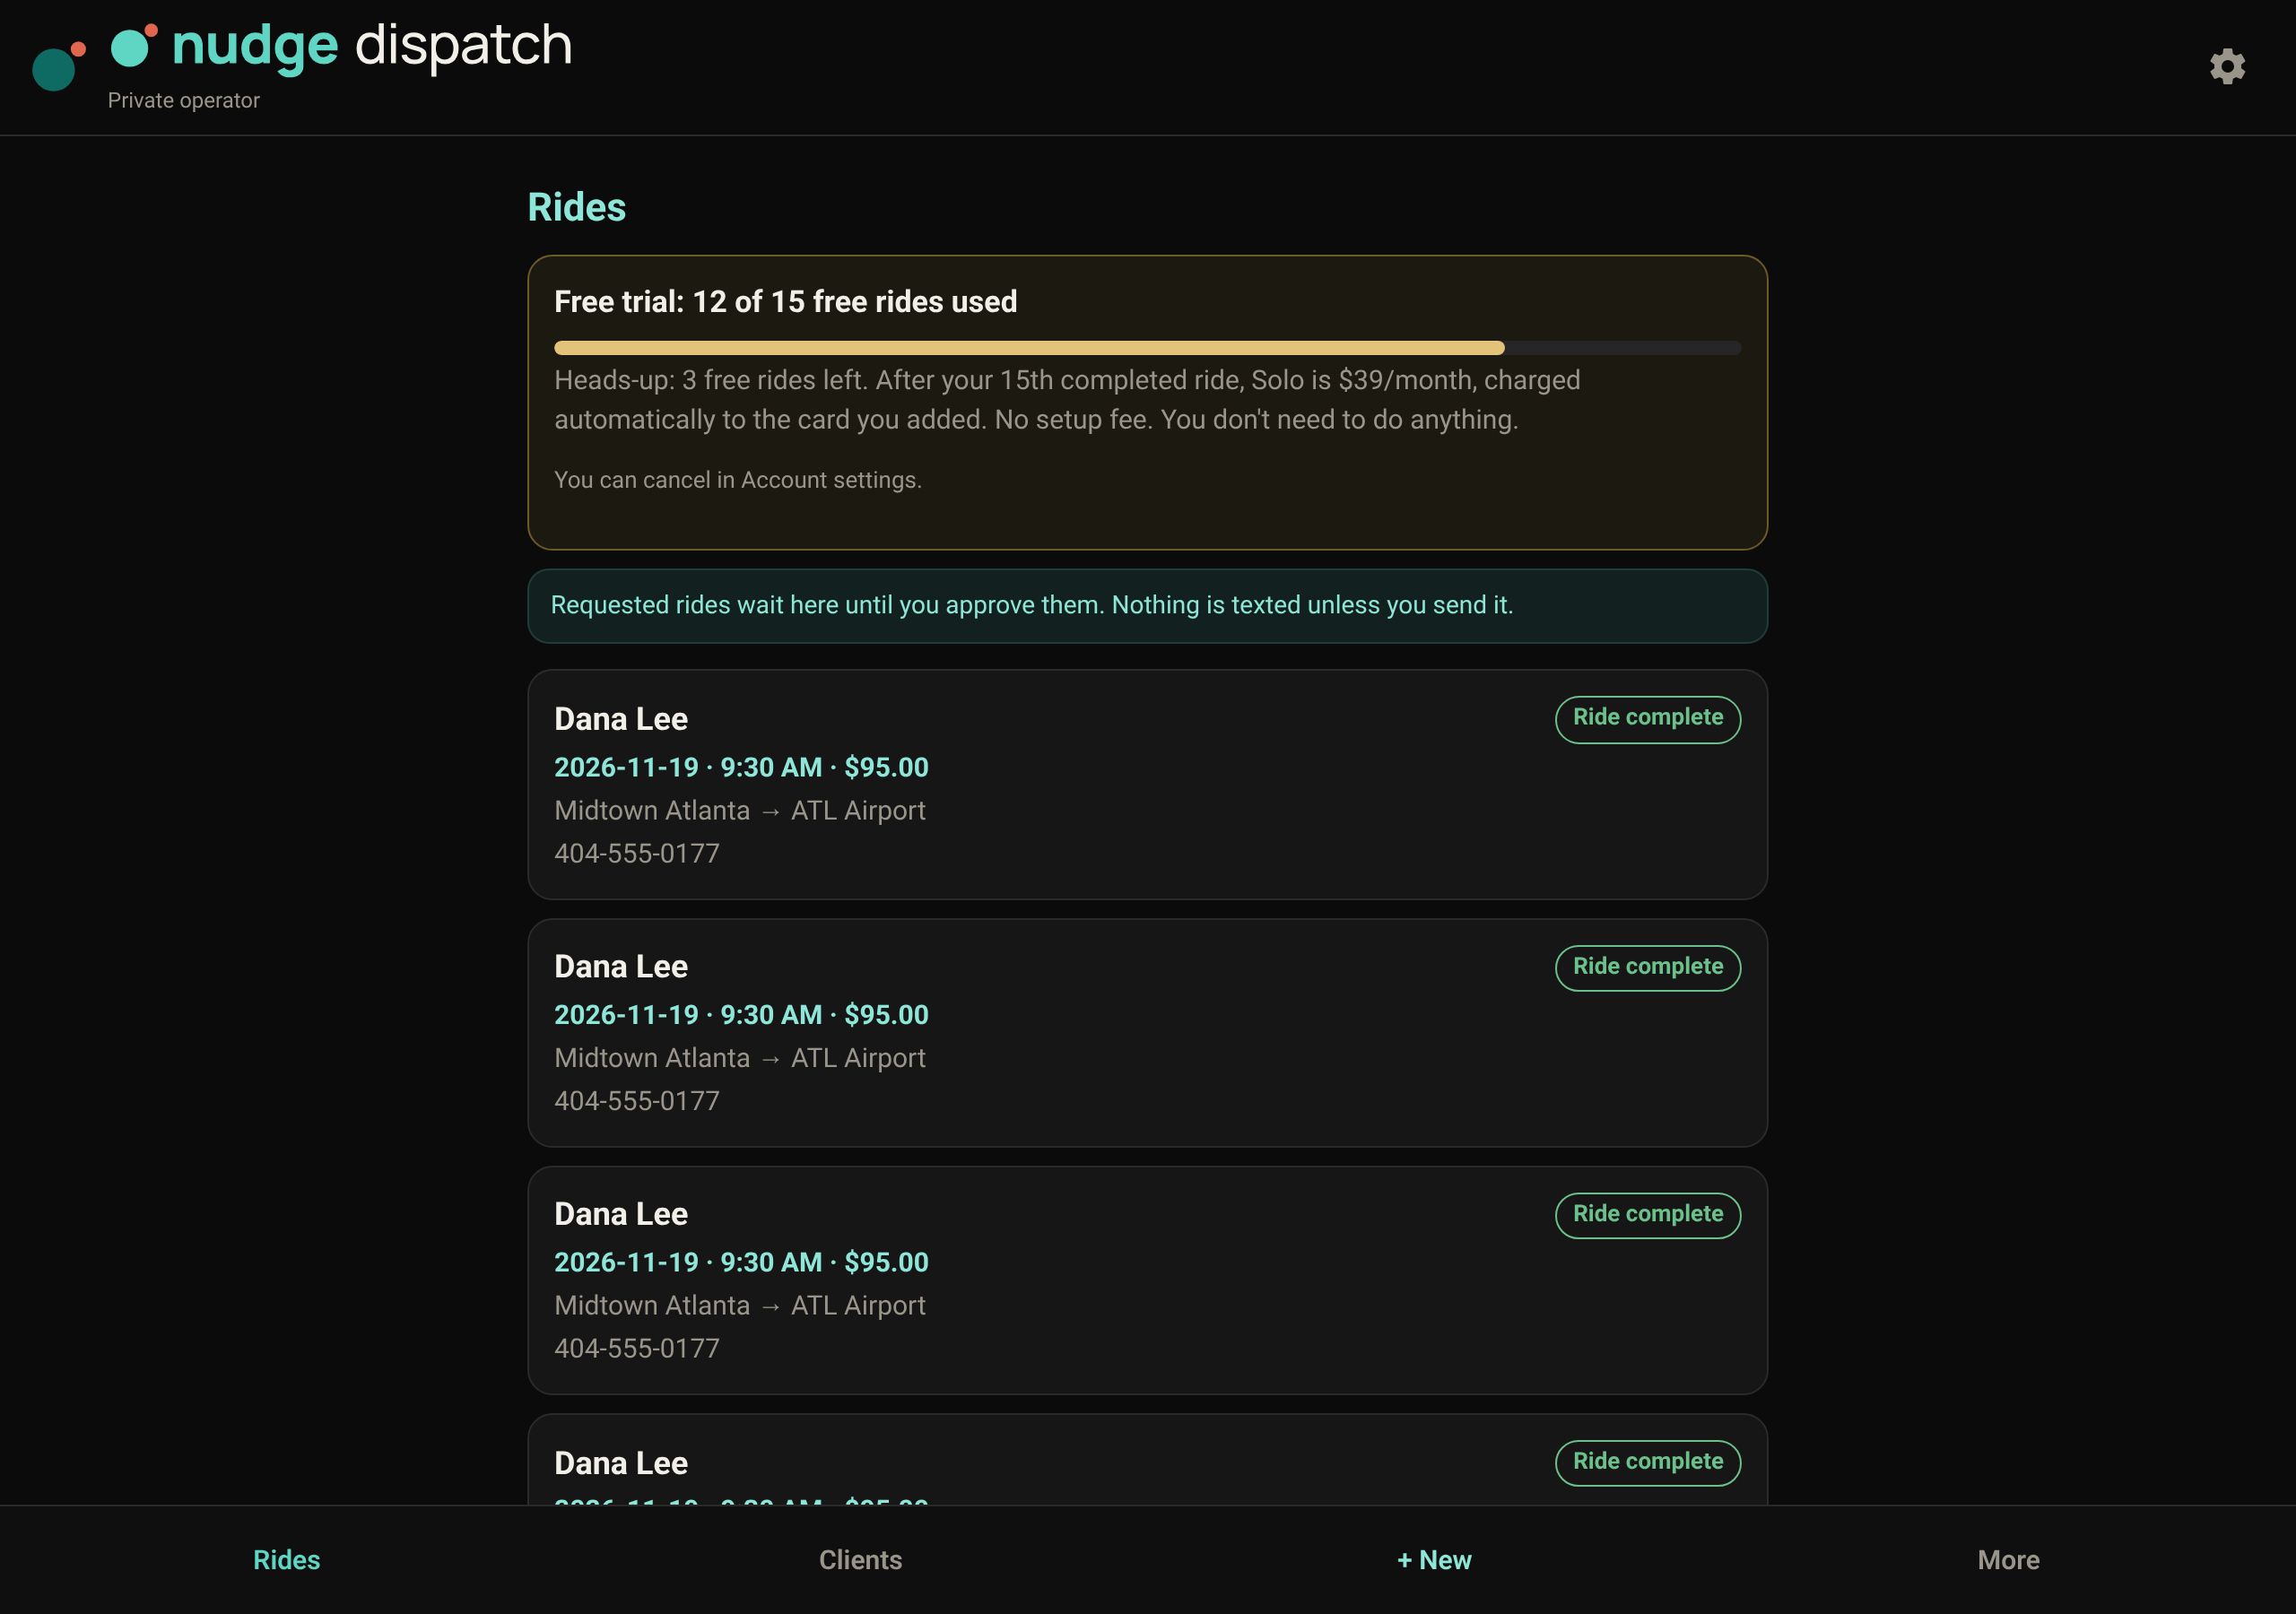 nudge dispatch
Private operator
Rides
Free trial: 12 of 15 free rides used
Heads-up: 3 free rides left. After your 15th completed ride, Solo is $39/month, charged
automatically to the card you added. No setup fee. You don't need to do anything.
You can cancel in Account settings.
Requested rides wait here until you approve them. Nothing is texted unless you send it.
Dana Lee
Ride complete
2026-11-19 · 9:30 AM · $95.00
Midtown Atlanta → ATL Airport
404-555-0177
Dana Lee
Ride complete
2026-11-19 · 9:30 AM · $95.00
Midtown Atlanta → ATL Airport
404-555-0177
Dana Lee
Ride complete
2026-11-19 · 9:30 AM · $95.00
Midtown Atlanta → ATL Airport
404-555-0177
Dana Lee
Ride complete
Rides
Clients
+ New
More